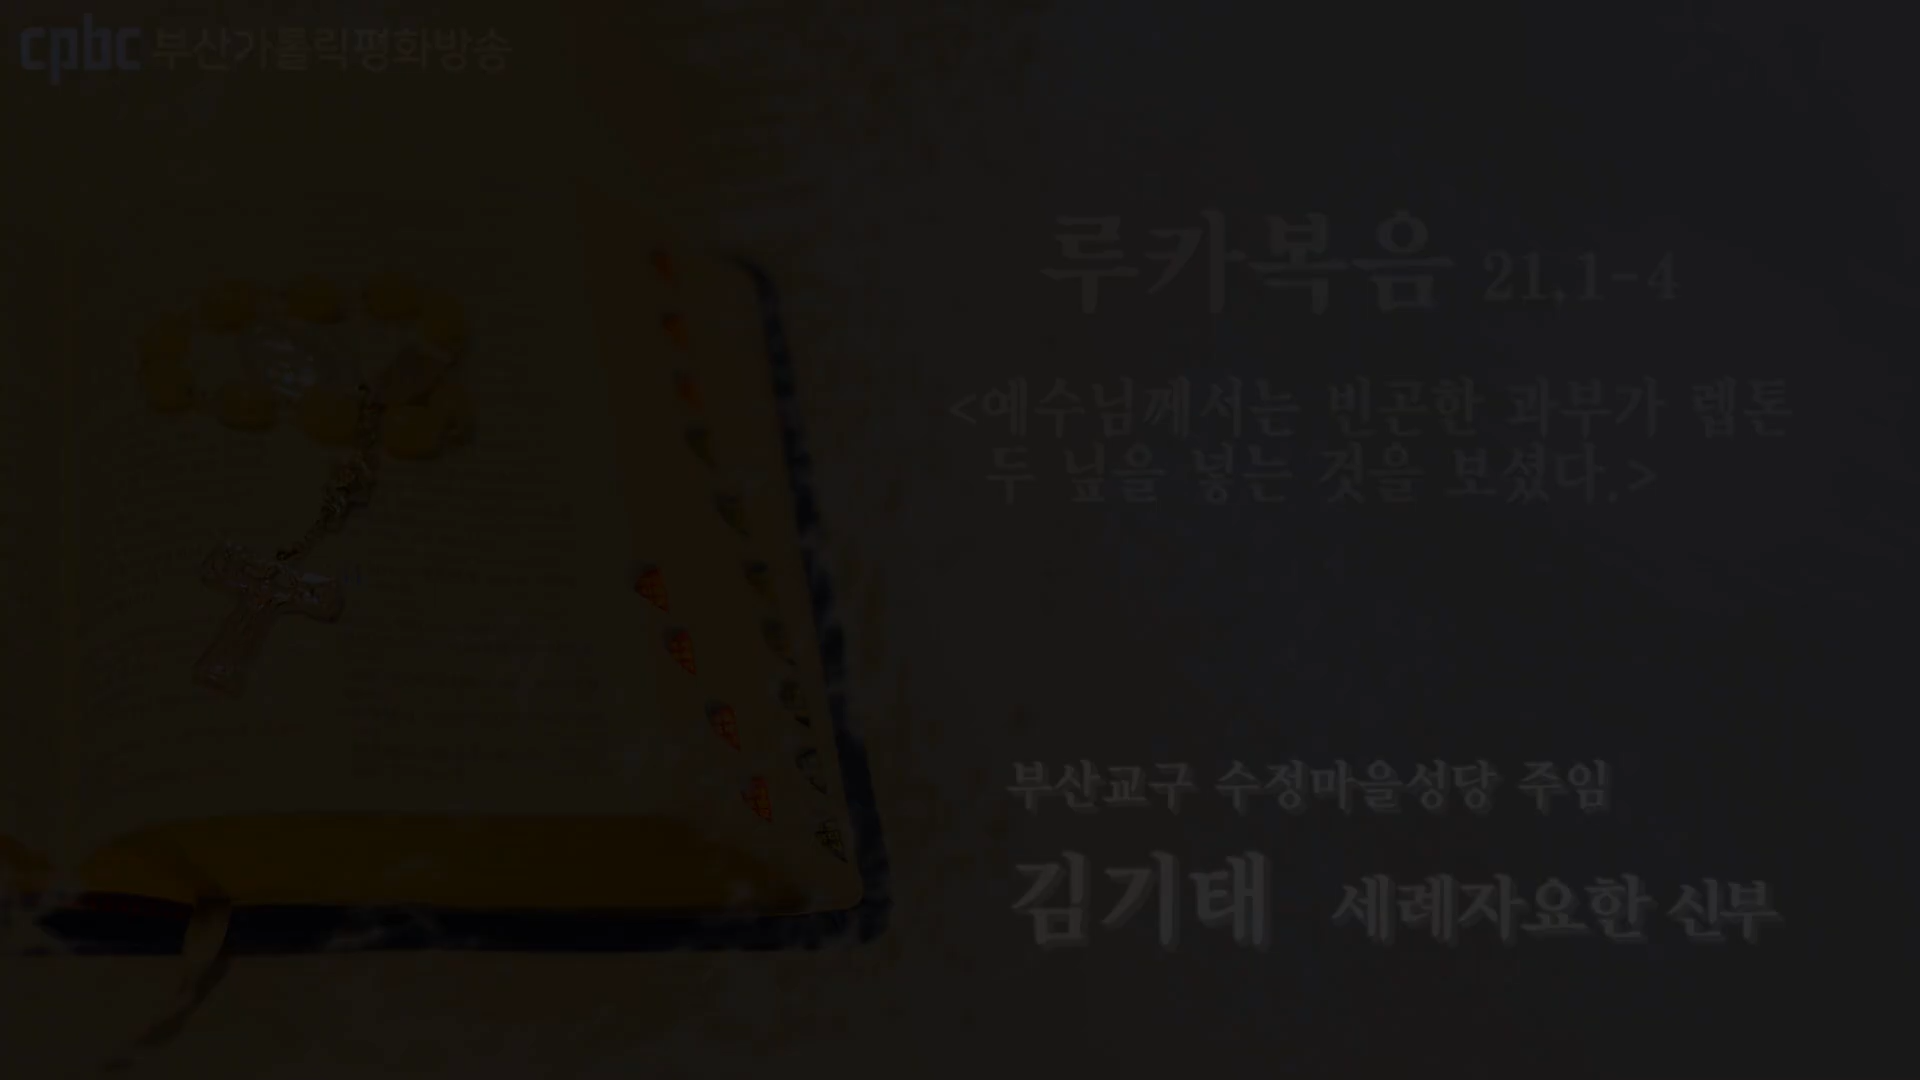 cpbc 부산가톨릭평화방송
루카복음 21,1-4
<예수님께서는 빈곤한 과부가 렙톤
두 닢을 넣는 것을 보셨다.>
부산교구 수정마을성당 주임
김기태 세례자요한 신부